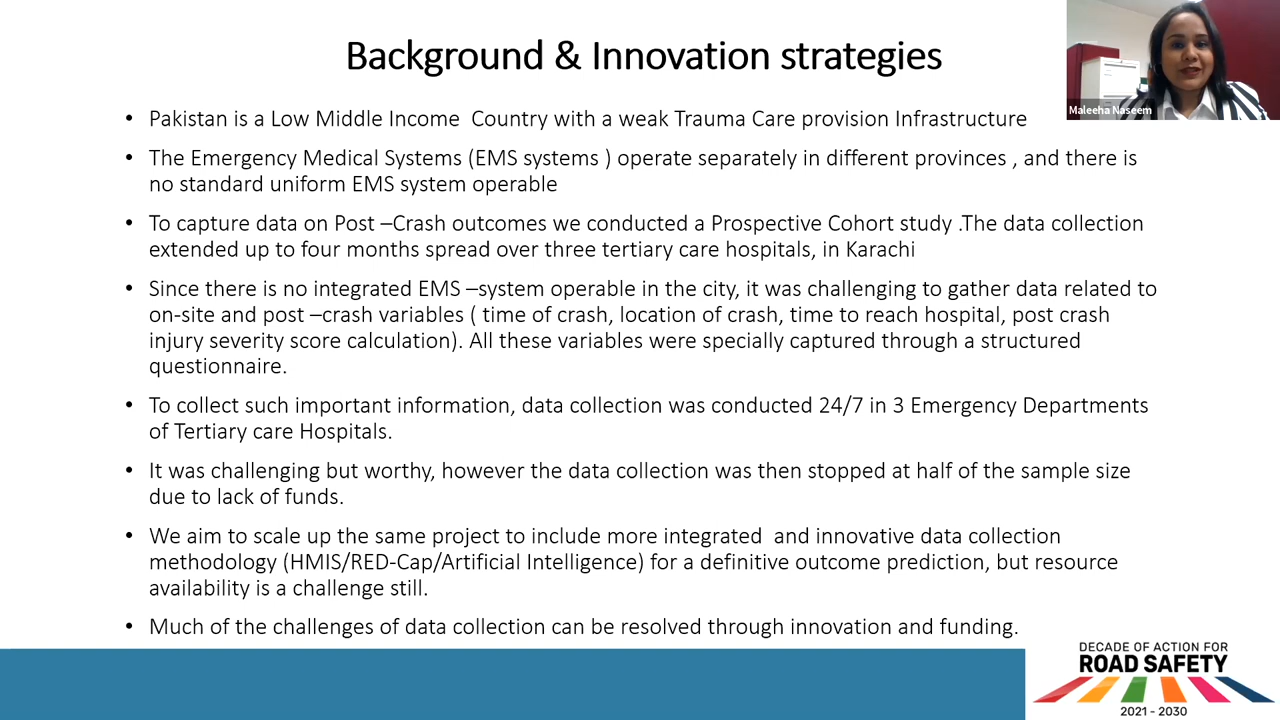 Background & Innovation strategies
Maleeha Naseem
• Pakistan is a Low Middle Income  Country with a weak Trauma Care provision Infrastructure
• The Emergency Medical Systems (EMS systems ) operate separately in different provinces , and there is
no standard uniform EMS system operable
• To capture data on Post –Crash outcomes we conducted a Prospective Cohort study .The data collection
extended up to four months spread over three tertiary care hospitals, in Karachi
• Since there is no integrated EMS –system operable in the city, it was challenging to gather data related to
on-site and post –crash variables ( time of crash, location of crash, time to reach hospital, post crash
injury severity score calculation). All these variables were specially captured through a structured
questionnaire.
• To collect such important information, data collection was conducted 24/7 in 3 Emergency Departments
of Tertiary care Hospitals.
• It was challenging but worthy, however the data collection was then stopped at half of the sample size
due to lack of funds.
• We aim to scale up the same project to include more integrated  and innovative data collection
methodology (HMIS/RED-Cap/Artificial Intelligence) for a definitive outcome prediction, but resource
availability is a challenge still.
• Much of the challenges of data collection can be resolved through innovation and funding.
DECADE OF ACTION FOR
ROAD SAFETY
2021 - 2030